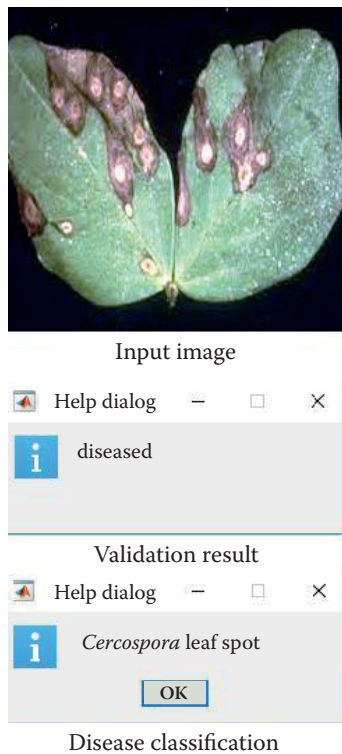 Input image
Help dialog
diseased
Validation result
Help dialog
Cercospora leaf spot
OK
Disease classification